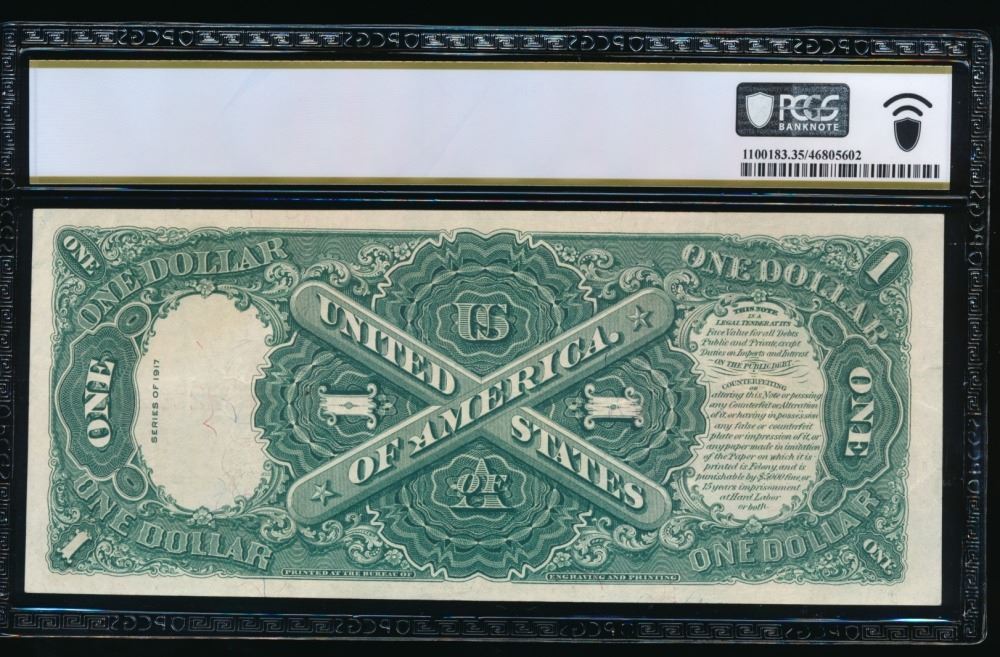 PCGS
BANKNOTE
1100183.35/46805602
ONE
ONE DOLLAR
ONE DOLLAR
1
SERIES OF 1917
ONE
UNITED STATES
OF AMERICA.
US
1
1
OF
THIS NOTE
IS A
LEGAL TENDER AT ITS
Face Value for all Debts
Public and Private, except
Duties on Imports and Interest
ON THE PUBLIC DEBT
COUNTERFEITING
or
altering this Note or passing
any Counterfeit or Alteration
of it, or having in possession
any false or counterfeit
plate or impression of it, or
any paper made in imitation
of the Paper on which it is
printed is Felony, and is
punishable by $5000 fine, or
15 years imprisonment
at Hard Labor
or both.
ONE
1
ONE DOLLAR
ONE DOLLAR
ONE
PRINTED AT THE BUREAU OF ENGRAVING AND PRINTING